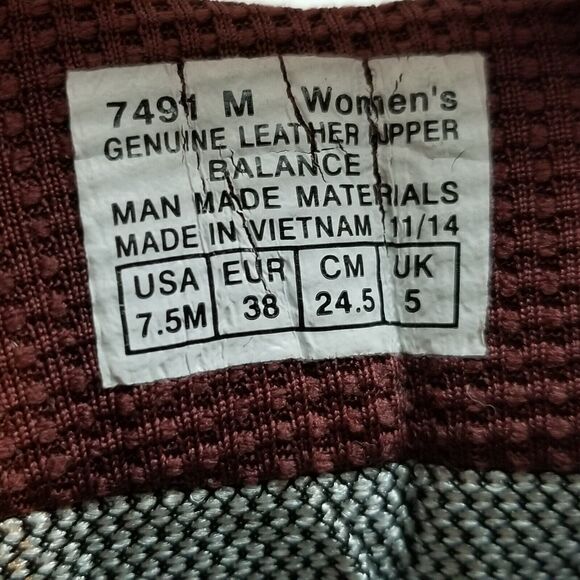 7491 M Women's
GENUINE LEATHER UPPER
BALANCE
MAN MADE MATERIALS
MADE IN VIETNAM 11/14
USA EUR CM UK
7.5M 38 24.5 5